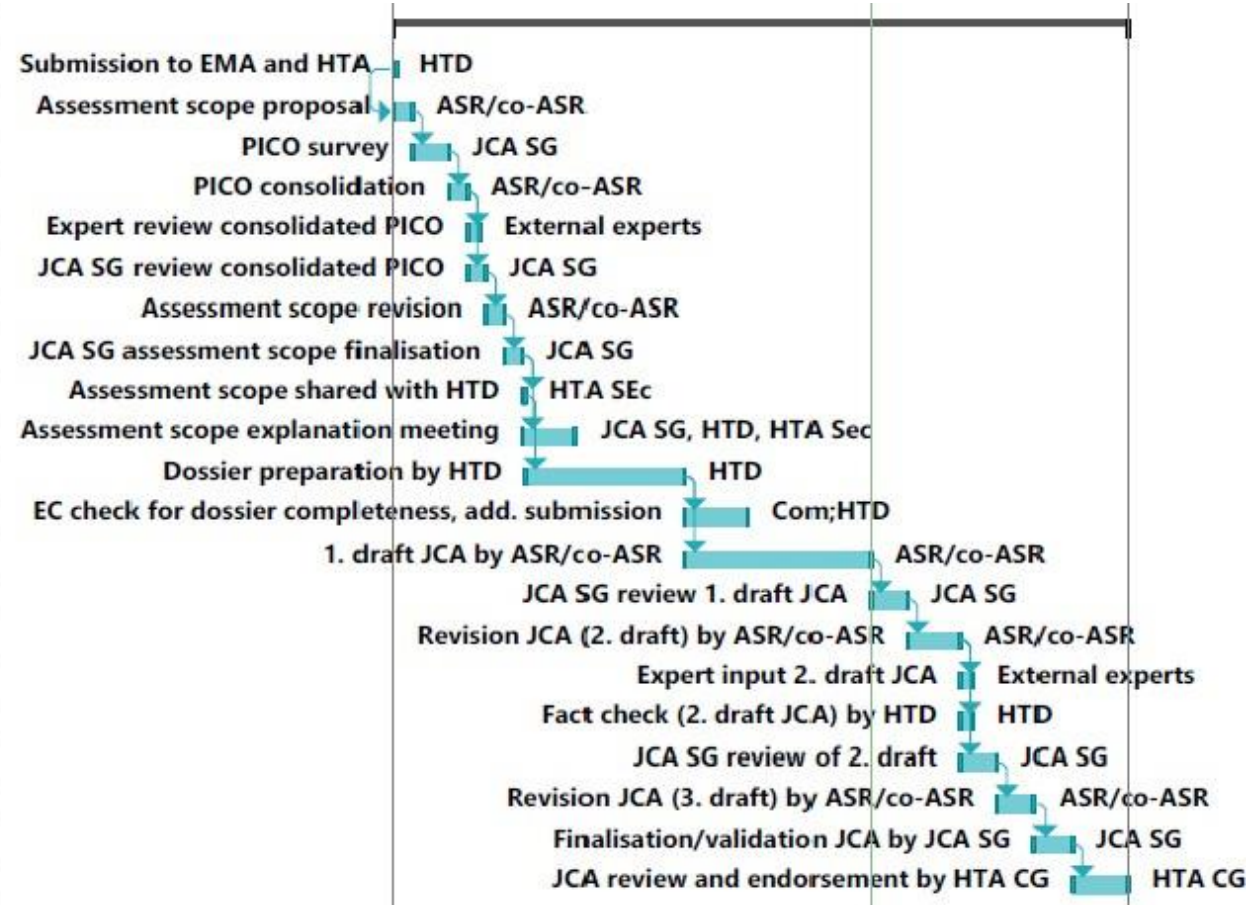 Submission to EMA and HTA HTD
Assessment scope proposal ASR/co-ASR
PICO survey JCA SG
PICO consolidation ASR/co-ASR
Expert review consolidated PICO External experts
JCA SG review consolidated PICO JCA SG
Assessment scope revision ASR/co-ASR
JCA SG assessment scope finalisation JCA SG
Assessment scope shared with HTD HTA SEc
Assessment scope explanation meeting JCA SG, HTD, HTA Sec
Dossier preparation by HTD HTD
EC check for dossier completeness, add. submission Com;HTD
1. draft JCA by ASR/co-ASR ASR/co-ASR
JCA SG review 1. draft JCA JCA SG
Revision JCA (2. draft) by ASR/co-ASR ASR/co-ASR
Expert input 2. draft JCA External experts
Fact check (2. draft JCA) by HTD HTD
JCA SG review of 2. draft JCA SG
Revision JCA (3. draft) by ASR/co-ASR ASR/co-ASR
Finalisation/validation JCA by JCA SG JCA SG
JCA review and endorsement by HTA CG HTA CG